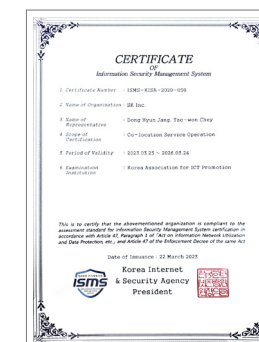 CERTIFICATE
OF
Information Security Management System
1 Certificate Number : ISMS-KISA-2020-038
2 Name of Organization : SK Inc.
3 Name of
Representative : Dong Hyun Jang, Tae-won Chey
4 Scope of
Certification : Co-location Service Operation
5 Period of Validity : 2023.03.25 ~ 2026.03.24
6 Examination
Institution : Korea Association for ICT Promotion
This is to certify that the abovementioned organization is compliant to the
assessment standard for Information Security Management System certification in
accordance with Article 47, Paragraph 1 of "Act on Information Network Utilization
and Data Protection, etc., and Article 47 of the Enforcement Decree of the same Act
Date of Issuance : 22 March 2023
Korea Internet
& Security Agency
President
ISMS